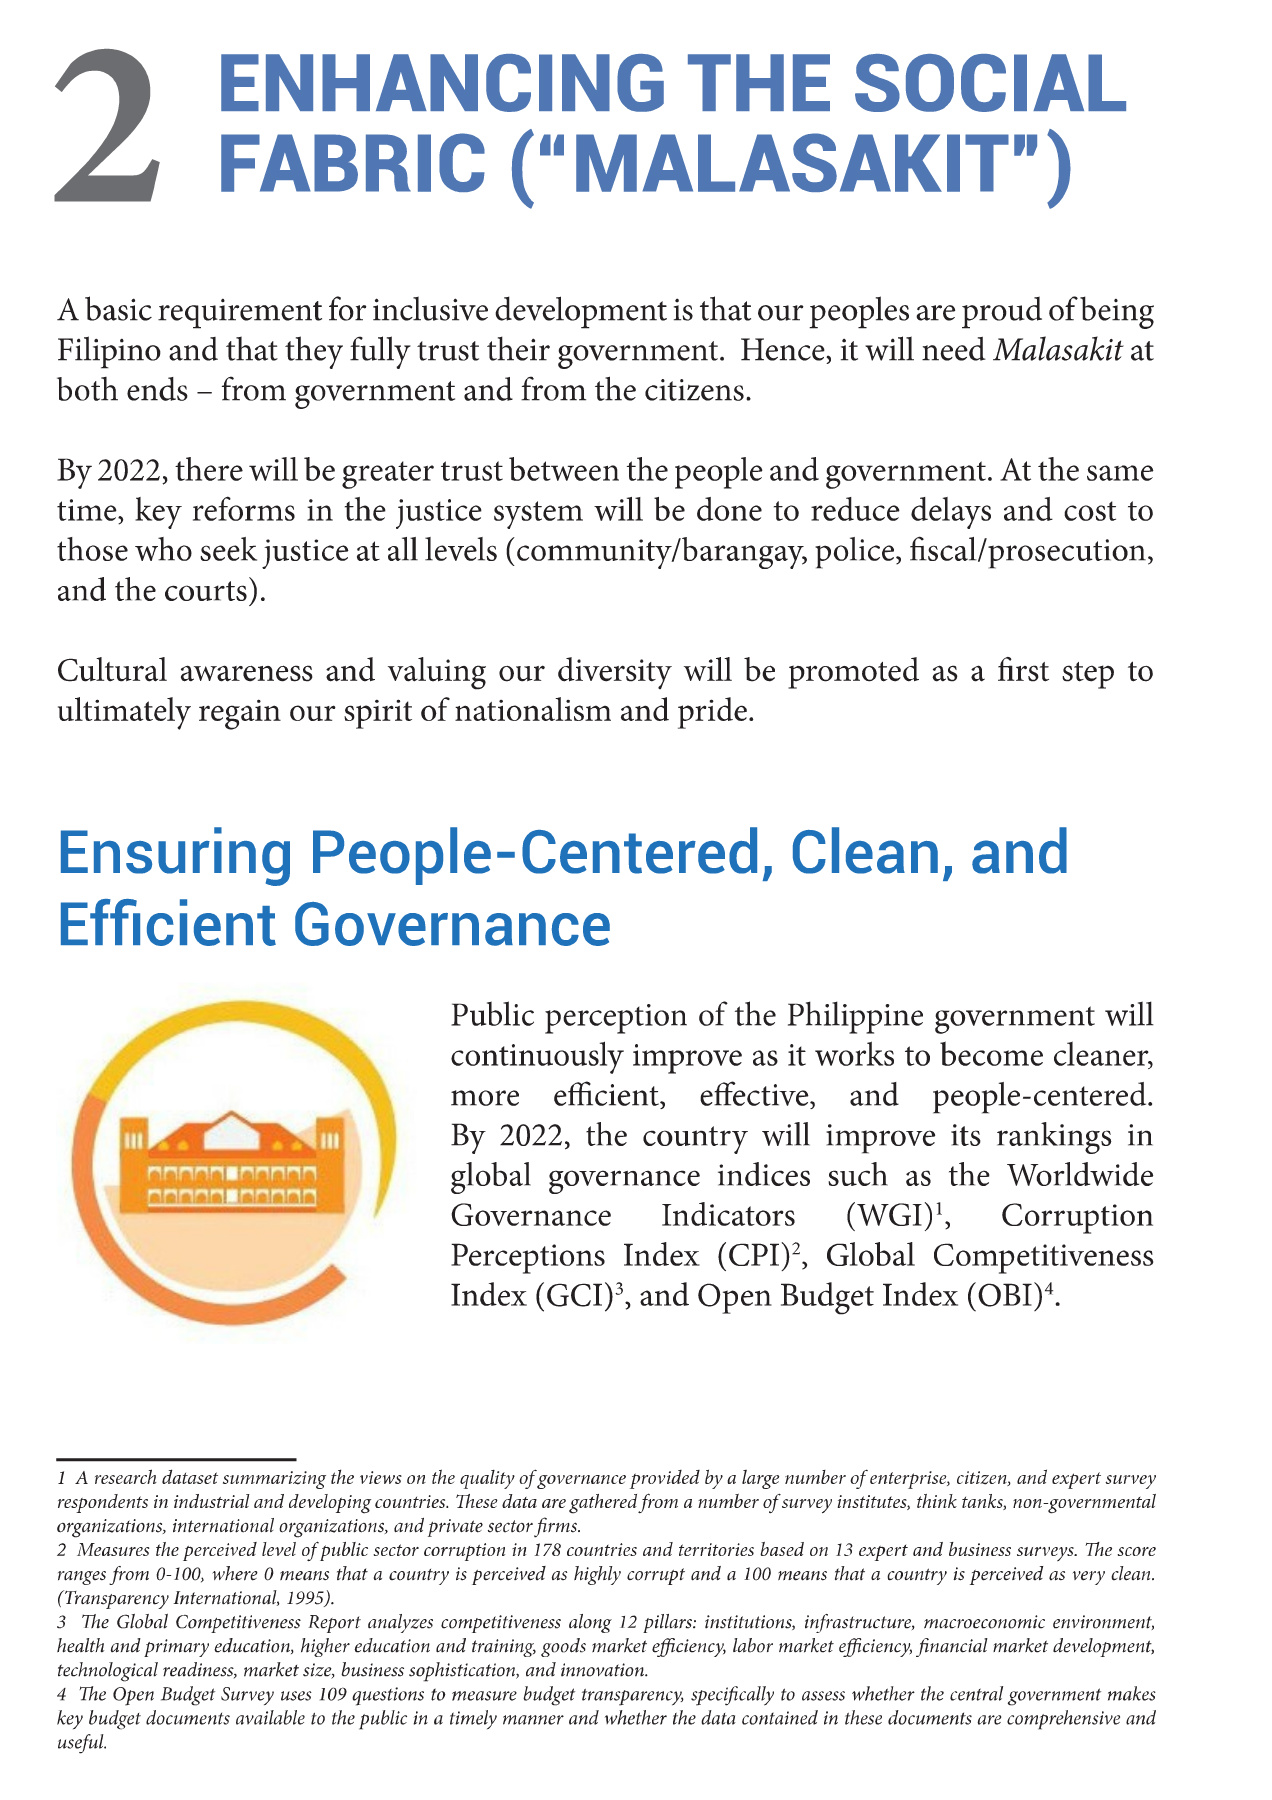 2
ENHANCING THE SOCIAL
FABRIC (“MALASAKIT”)
A basic requirement for inclusive development is that our peoples are proud of being
Filipino and that they fully trust their government. Hence, it will need Malasakit at
both ends – from government and from the citizens.
By 2022, there will be greater trust between the people and government. At the same
time, key reforms in the justice system will be done to reduce delays and cost to
those who seek justice at all levels (community/barangay, police, fiscal/prosecution,
and the courts).
Cultural awareness and valuing our diversity will be promoted as a first step to
ultimately regain our spirit of nationalism and pride.
Ensuring People-Centered, Clean, and
Efficient Governance
Public perception of the Philippine government will
continuously improve as it works to become cleaner,
more efficient, effective, and people-centered.
By 2022, the country will improve its rankings in
global governance indices such as the Worldwide
Governance Indicators (WGI)¹, Corruption
Perceptions Index (CPI)², Global Competitiveness
Index (GCI)³, and Open Budget Index (OBI)⁴.
1 A research dataset summarizing the views on the quality of governance provided by a large number of enterprise, citizen, and expert survey
respondents in industrial and developing countries. These data are gathered from a number of survey institutes, think tanks, non-governmental
organizations, international organizations, and private sector firms.
2 Measures the perceived level of public sector corruption in 178 countries and territories based on 13 expert and business surveys. The score
ranges from 0-100, where 0 means that a country is perceived as highly corrupt and a 100 means that a country is perceived as very clean.
(Transparency International, 1995).
3 The Global Competitiveness Report analyzes competitiveness along 12 pillars: institutions, infrastructure, macroeconomic environment,
health and primary education, higher education and training, goods market efficiency, labor market efficiency, financial market development,
technological readiness, market size, business sophistication, and innovation.
4 The Open Budget Survey uses 109 questions to measure budget transparency, specifically to assess whether the central government makes
key budget documents available to the public in a timely manner and whether the data contained in these documents are comprehensive and
useful.